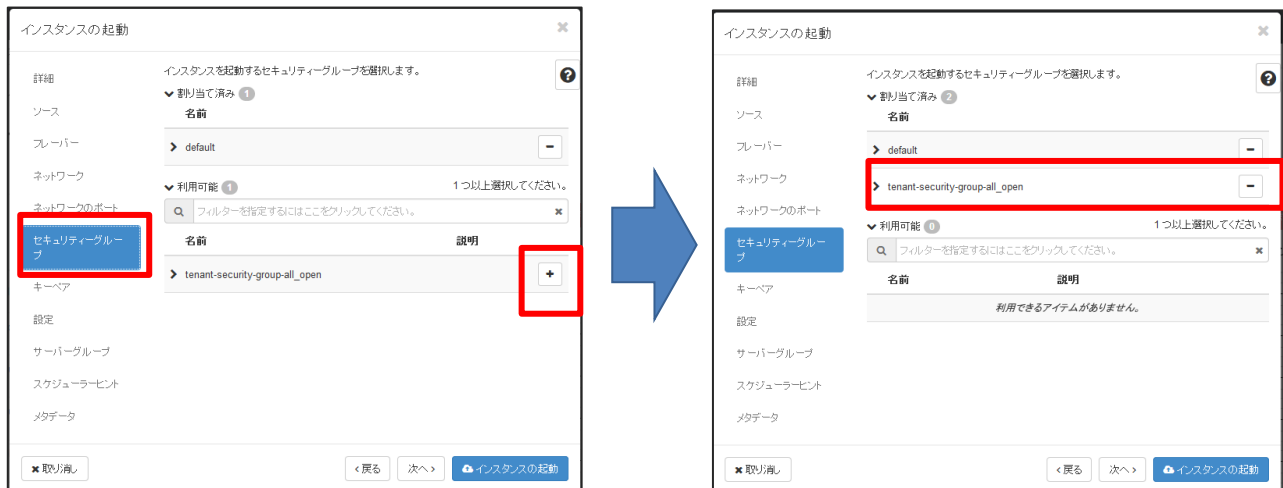 インスタンスの起動
詳細
ソース
フレーバー
ネットワーク
ネットワークのポート
セキュリティーグルー
プ
キーペア
設定
サーバーグループ
スケジューラーヒント
メタデータ
インスタンスを起動するセキュリティーグループを選択します。
割り当て済み 1
名前
default
利用可能 1
1つ以上選択してください。
フィルターを指定するにはここをクリックしてください。
名前 説明
tenant-security-group-all_open
取り消し
戻る
次へ
インスタンスの起動
インスタンスの起動
詳細
ソース
フレーバー
ネットワーク
ネットワークのポート
セキュリティーグルー
プ
キーペア
設定
サーバーグループ
スケジューラーヒント
メタデータ
インスタンスを起動するセキュリティーグループを選択します。
割り当て済み 2
名前
default
tenant-security-group-all_open
利用可能 0
1つ以上選択してください。
フィルターを指定するにはここをクリックしてください。
名前 説明
利用できるアイテムがありません。
取り消し
戻る
次へ
インスタンスの起動